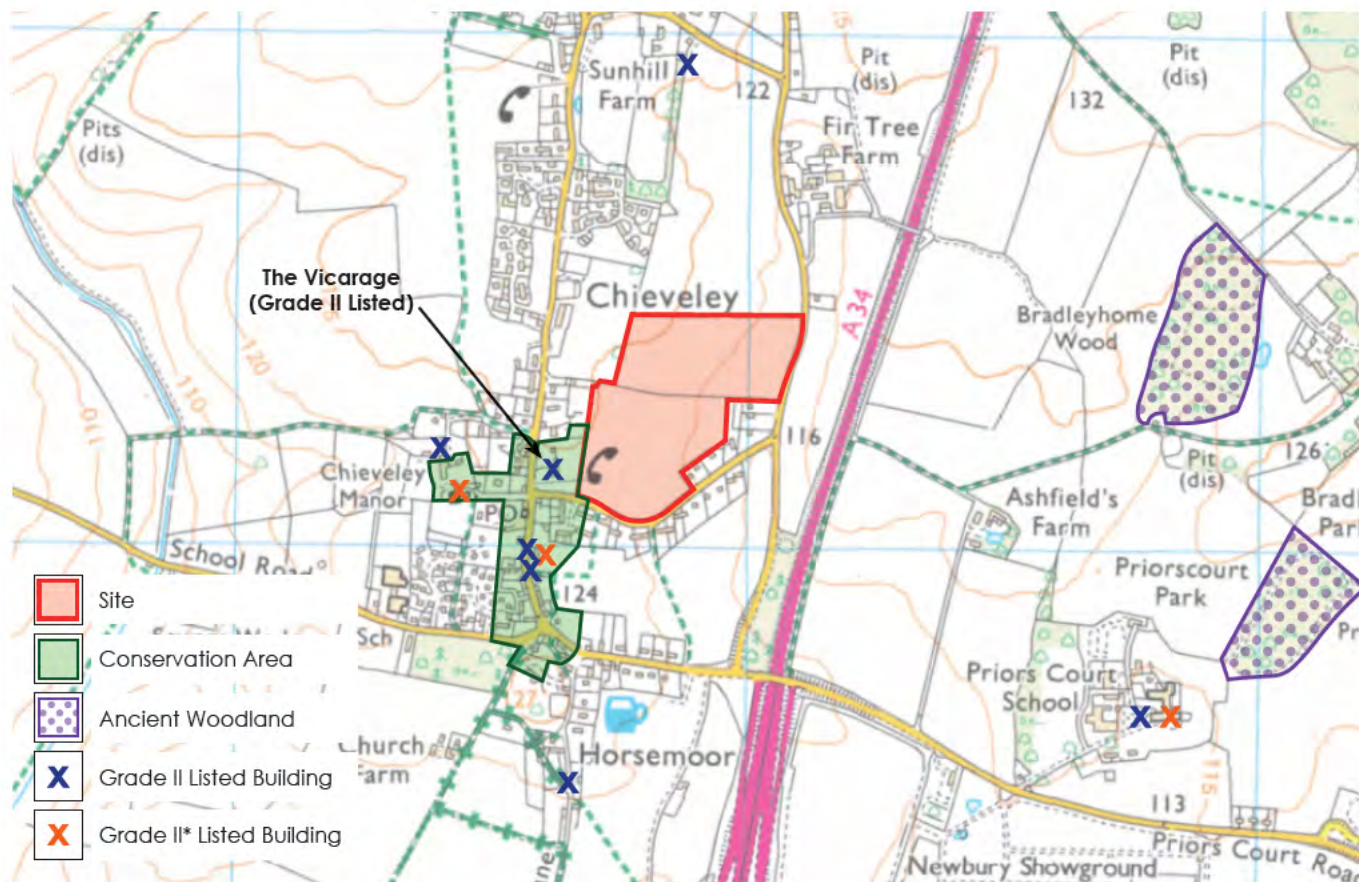 Sunhill
Farm
122
Pit
(dis)
Pit
(dis)
132
Pits
(dis)
Fir Tree
Farm
The Vicarage
(Grade II Listed)
Chieveley
A34
Bradleyhome
Wood
120
110
110
116
126
Chieveley
Manor
Pit
(dis)
Ashfield's
Farm
School Road
124
Priorscourt
Park
Sch
Priors Court
School
127
Church
Farm
Horsemoor
115
113
Priors Court Road
Newbury Showground
Site
Conservation Area
Ancient Woodland
Grade II Listed Building
Grade II* Listed Building